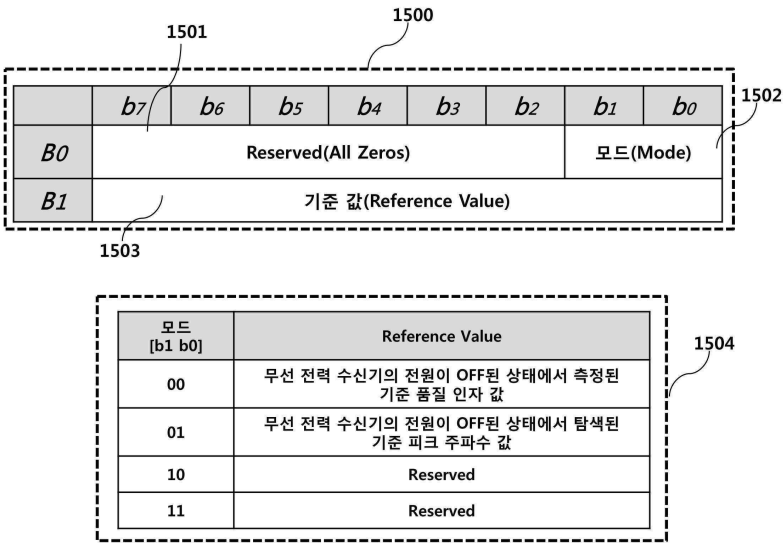 1500
1501
b7 b6 b5 b4 b3 b2 b1 b0
1502
B0 Reserved(All Zeros) 모드(Mode)
B1 기준 값(Reference Value)
1503
모드
[b1 b0]
Reference Value
1504
00
무선 전력 수신기의 전원이 OFF된 상태에서 측정된
기준 품질 인자 값
01
무선 전력 수신기의 전원이 OFF된 상태에서 탐색된
기준 피크 주파수 값
10 Reserved
11 Reserved